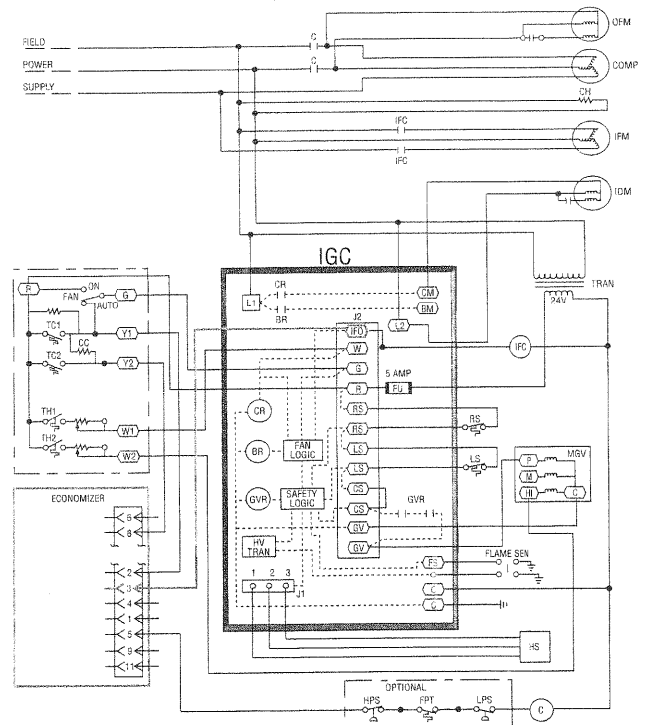 OFM
FIELD
C
POWER
C
COMP
SUPPLY
CH
IFC
IFM
IFC
IDM
IGC
R
ON
FAN
AUTO
G
TC1
Y1
CC
TC2
Y2
TH1
W1
TH2
W2
L1
CR
BR
CM
BM
J2
L2
IFO
W
G
R
RS
RS
LS
LS
CS
CS
GV
GV
CR
BR
GVR
FAN
LOGIC
SAFETY
LOGIC
HV
TRAN
GVR
1 2 3
J1
FS
C
C
TRAN
24V
IFC
5 AMP
FU
RS
LS
MGV
P
M
HI
C
FLAME SEN
HS
ECONOMIZER
8
6
2
3
4
1
5
9
11
OPTIONAL
HPS
FPT
LPS
C